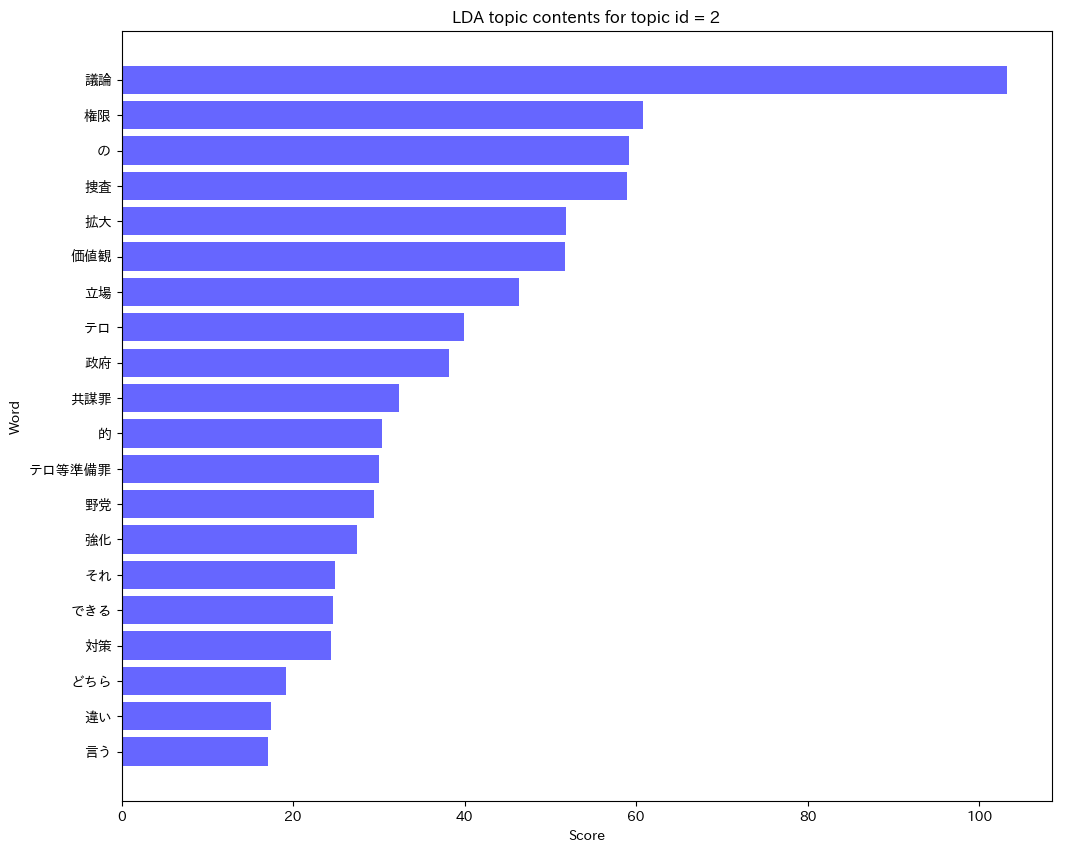 LDA topic contents for topic id = 2
議論
権限
の
捜査
拡大
価値観
立場
テロ
政府
共謀罪
的
テロ等準備罪
野党
強化
それ
できる
対策
どちら
違い
言う
Word
0 20 40 60 80 100
Score